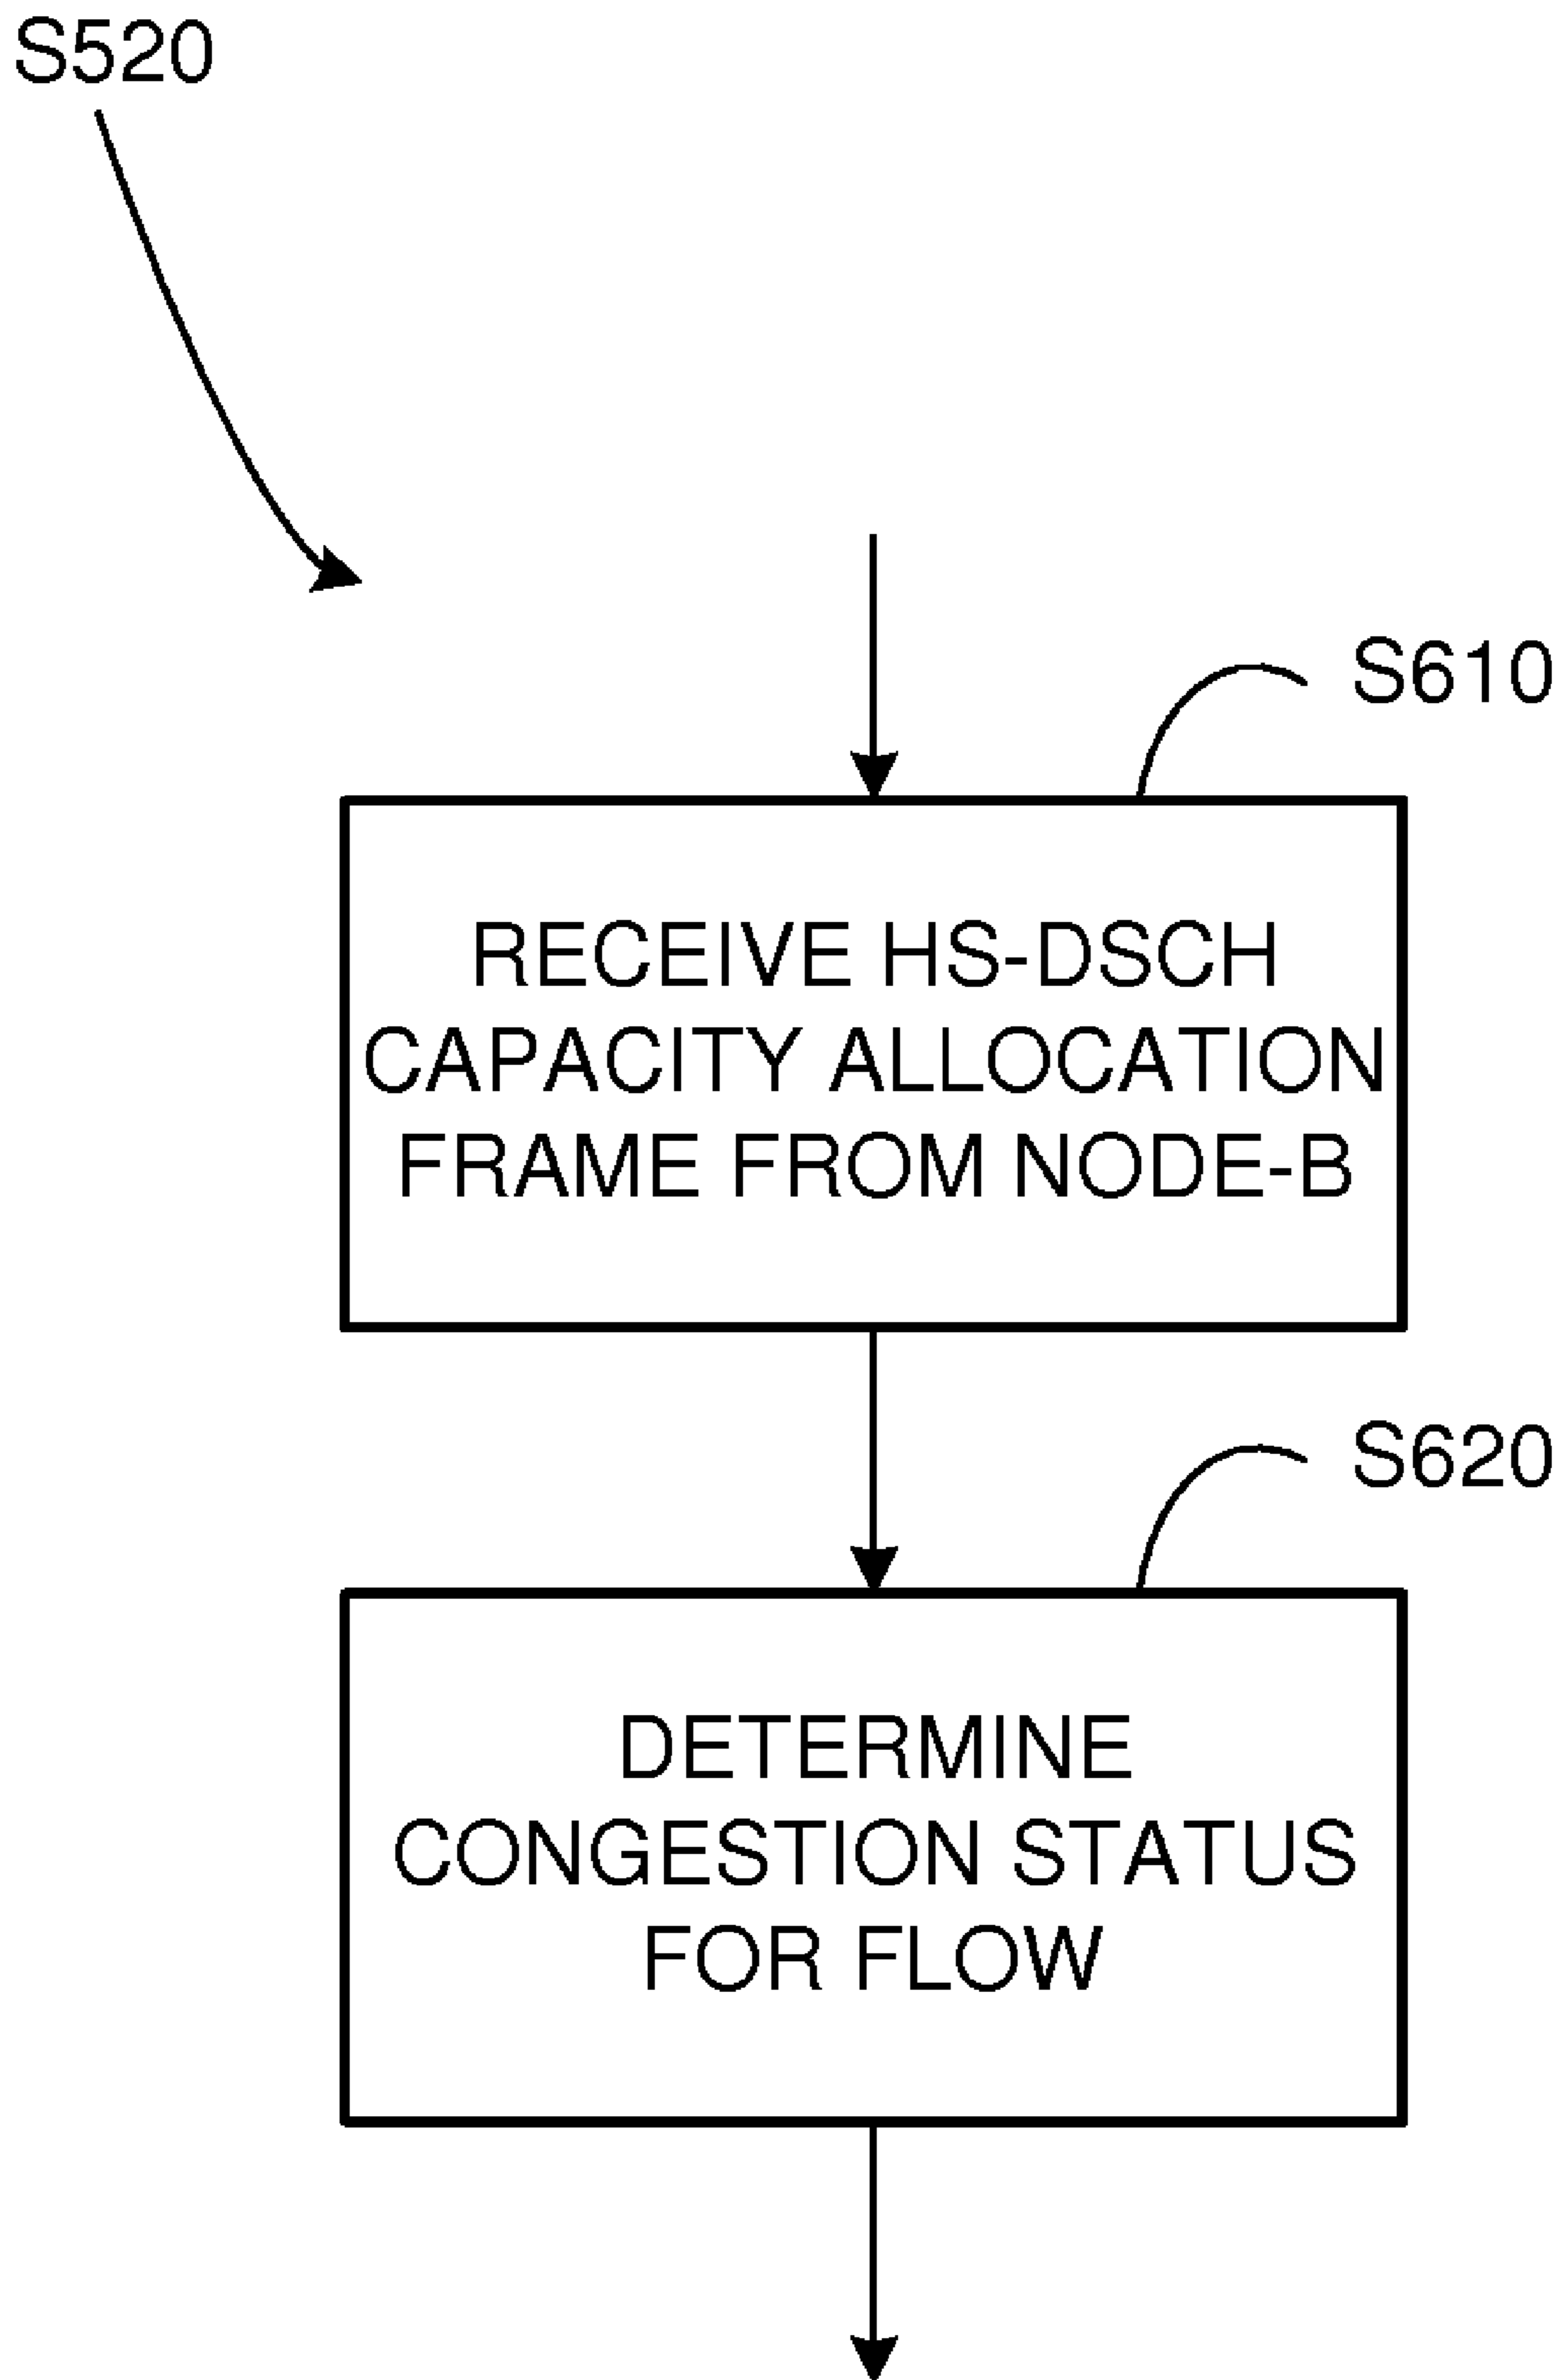 S520
S610
RECEIVE HS-DSCH
CAPACITY ALLOCATION
FRAME FROM NODE-B
S620
DETERMINE
CONGESTION STATUS
FOR FLOW